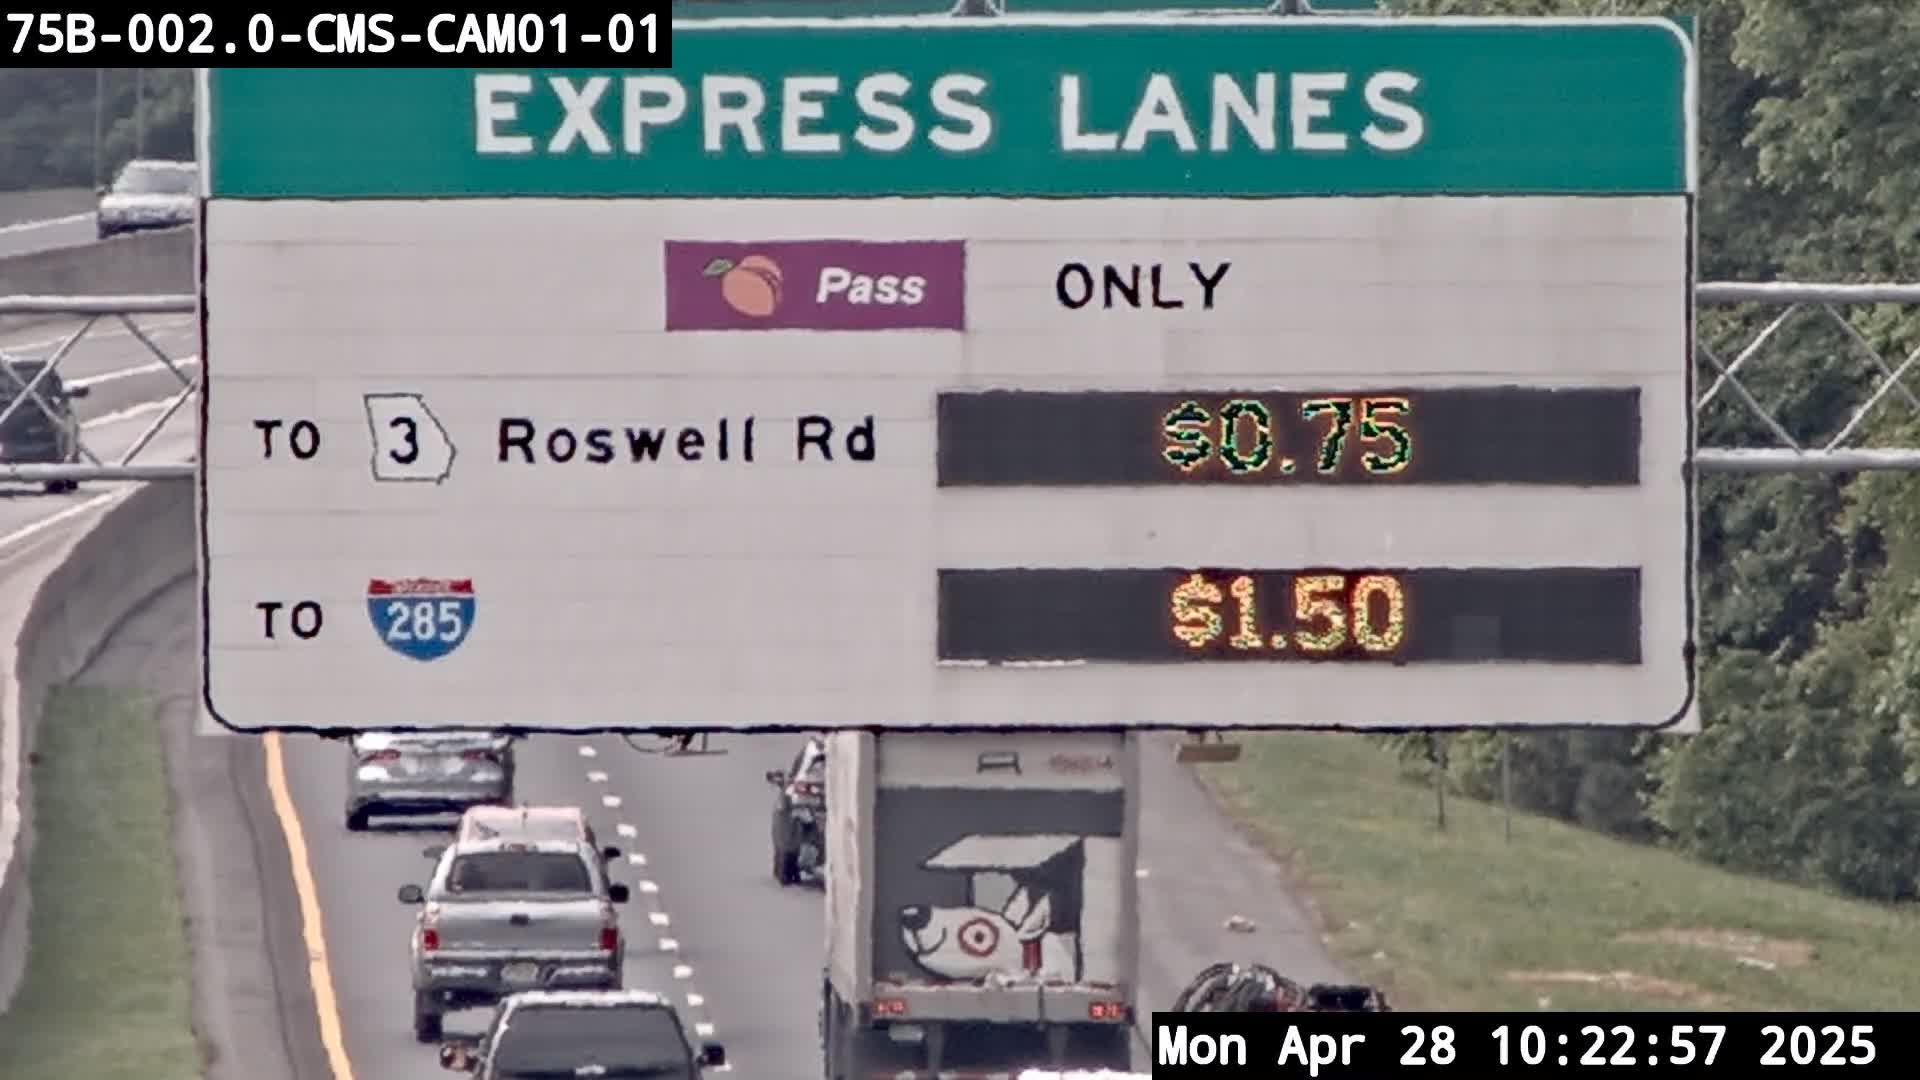 75B-002.0-CMS-CAM01-01
EXPRESS LANES
Pass ONLY
TO 3 Roswell Rd $0.75
TO 285 $1.50
Mon Apr 28 10:22:57 2025